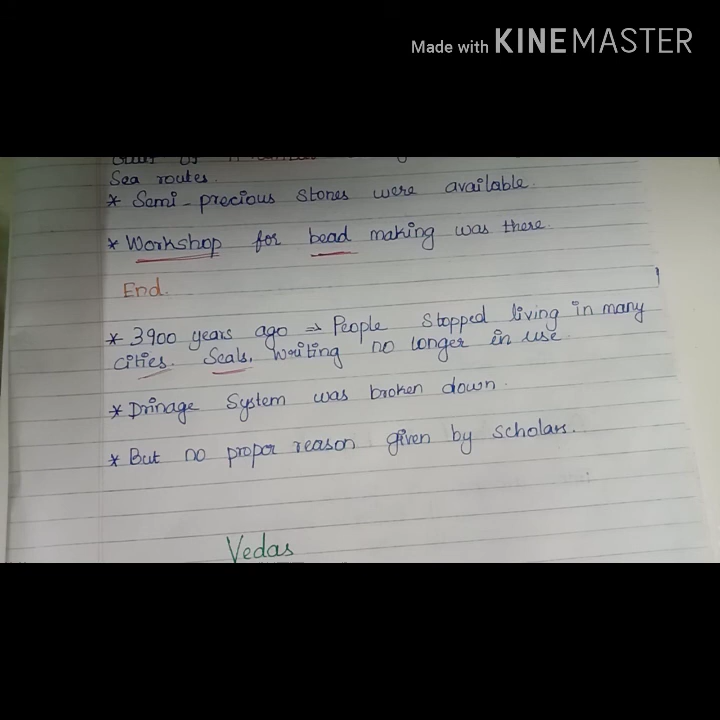 Made with KINEMASTER
Sea routes.
* Semi-precious stones were available.
* Workshop for bead making was there.
End.
* 3900 years ago ⇒ People stopped living in many
cities. Seals, writing no longer in use.
* Drinage System was broken down.
* But no proper reason given by scholars.
Vedas